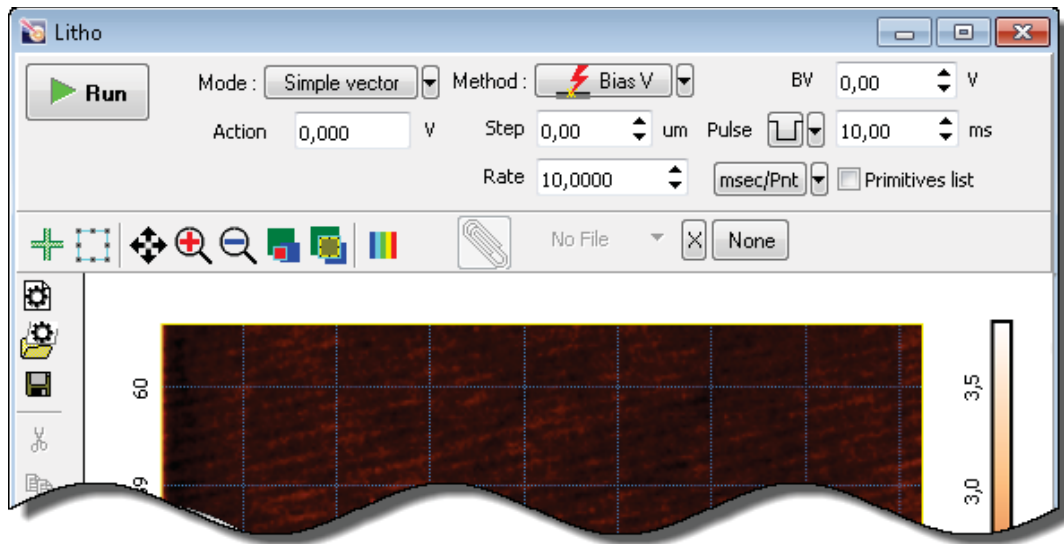 Litho
Run Mode : Simple vector Method : Bias V BV 0,00 V
Action 0,000 V Step 0,00 um Pulse 10,00 ms
Rate 10,0000 msec/Pnt Primitives list
No File X None
60
3,5
3,0